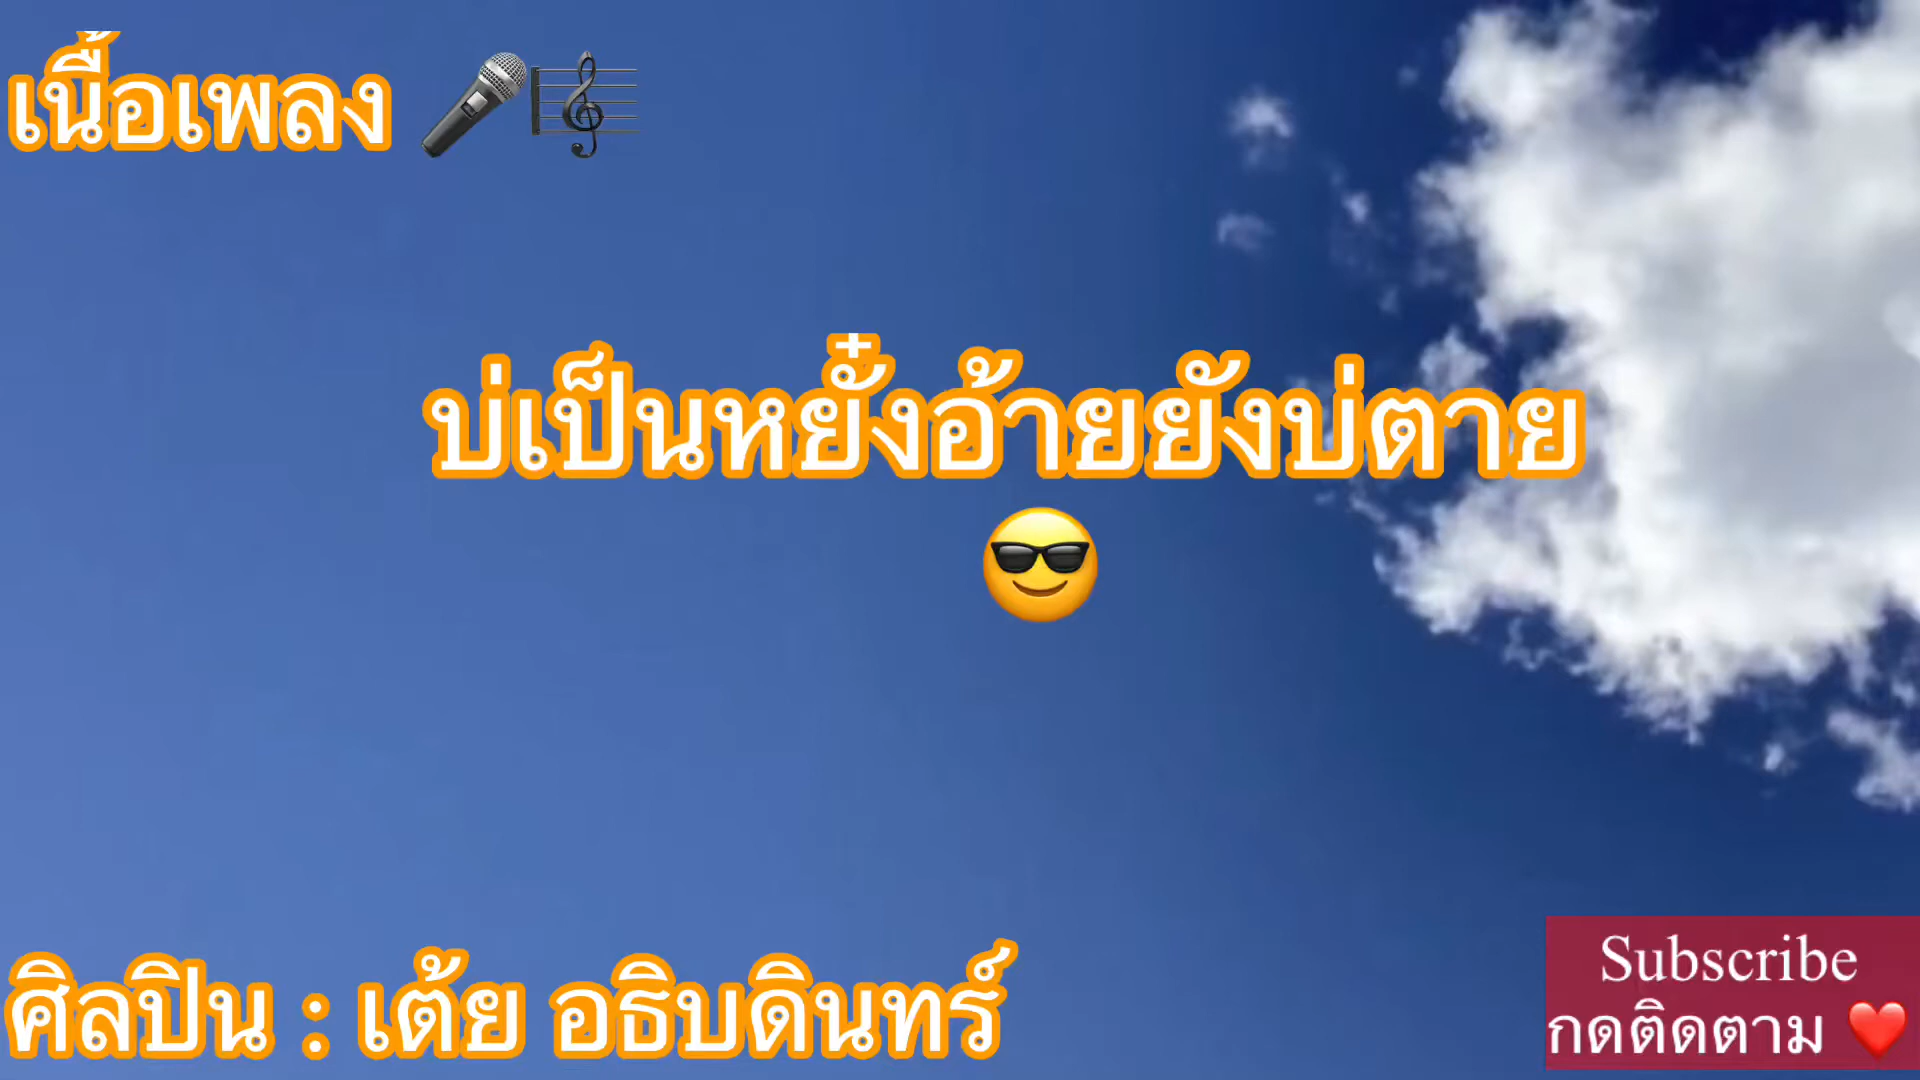 เนื้อเพลง 🎤🎼
บ่เป็นหยั๋งอ้ายยังบ่ตาย
😎
ศิลปิน : เต้ย อธิบดินทร์
Subscribe
กดติดตาม ❤️